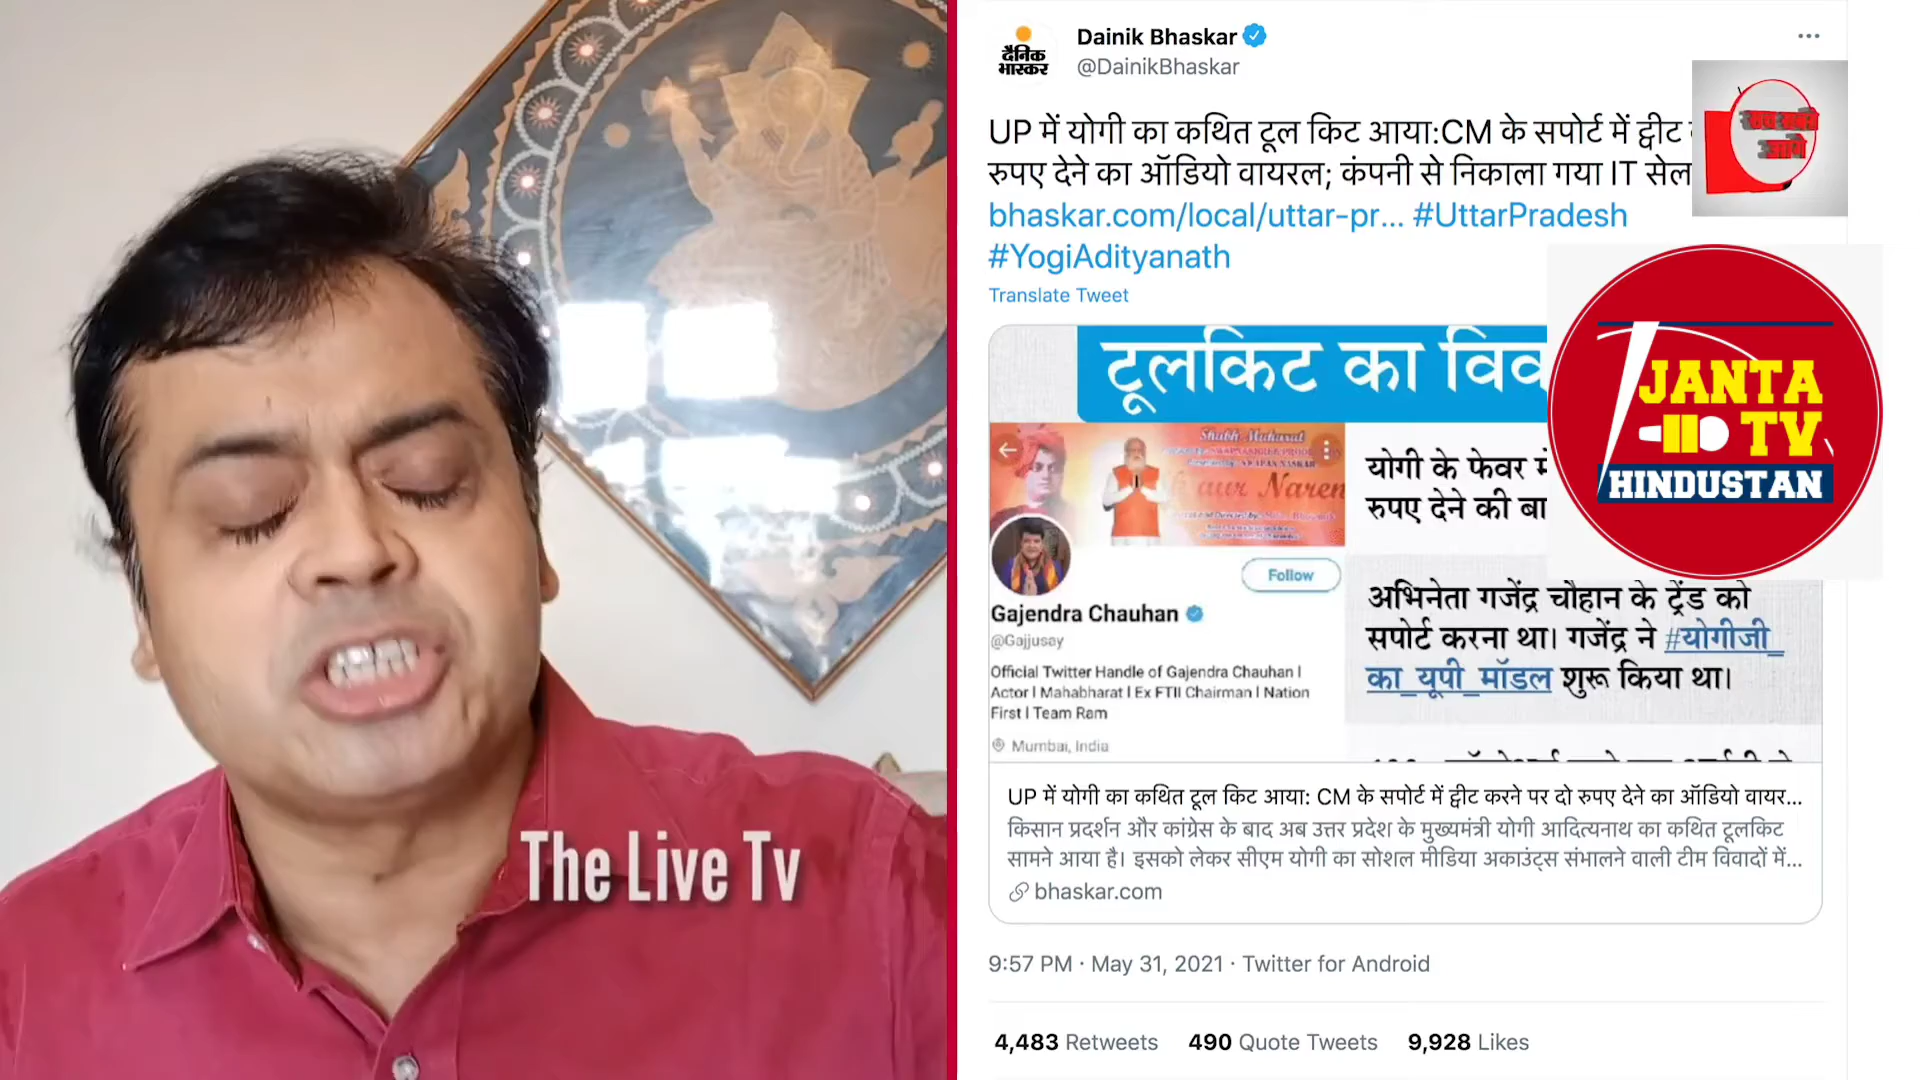 Dainik Bhaskar
@DainikBhaskar
दैनिक
भास्कर
UP में योगी का कथित टूल किट आया:CM के सपोर्ट में ट्वीट
रुपए देने का ऑडियो वायरल; कंपनी से निकाला गया IT सेल
bhaskar.com/local/uttar-pr... #UttarPradesh
#YogiAdityanath
Translate Tweet
JANTA
TV
HINDUSTAN
टूलकिट का
Shubh Muhurat
aur Naren
योगी के फेवर
रुपए देने की
Follow
Gajendra Chauhan
@Gajjusay
Official Twitter Handle of Gajendra Chauhan I
Actor I Mahabharat I Ex FTII Chairman I Nation
First I Team Ram
Mumbai, India
अभिनेता गजेंद्र चौहान के ट्रेंड को
सपोर्ट करना था। गजेंद्र ने #योगीजी_
का_यूपी_मॉडल शुरू किया था।
UP में योगी का कथित टूल किट आया: CM के सपोर्ट में ट्वीट करने पर दो रुपए देने का ऑडियो वायर...
किसान प्रदर्शन और कांग्रेस के बाद अब उत्तर प्रदेश के मुख्यमंत्री योगी आदित्यनाथ का कथित टूलकिट
सामने आया है। इसको लेकर सीएम योगी का सोशल मीडिया अकाउंट्स संभालने वाली टीम विवादों में...
bhaskar.com
9:57 PM · May 31, 2021 · Twitter for Android
4,483 Retweets 490 Quote Tweets 9,928 Likes
The Live Tv